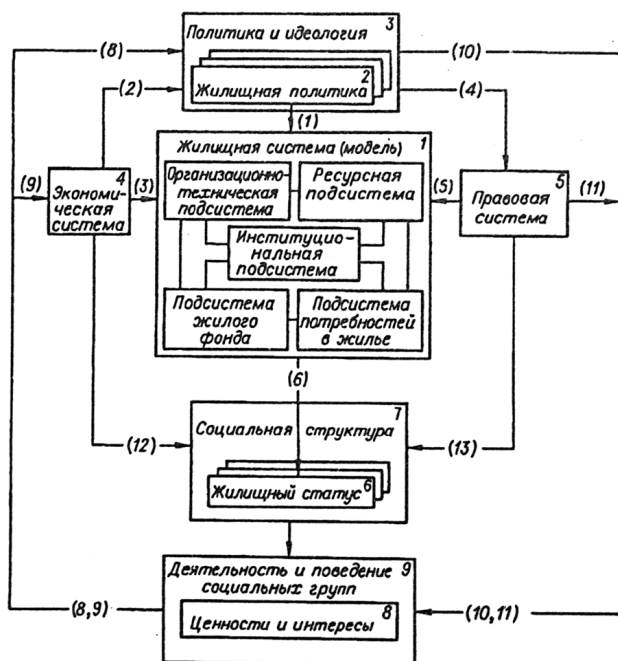 Политика и идеология 3
Жилищная политика 2
(8)
(10)
(2)
(4)
(1)
Жилищная система (модель) 1
Организационно-
техническая
подсистема
Ресурсная
подсистема
Институцио-
нальная
подсистема
Подсистема
жилого
фонда
Подсистема
потребностей
в жилье
(9)
4
Экономи-
ческая
система
(3)
(5)
5
Правовая
система
(11)
(6)
7
Социальная структура
Жилищный статус 6
(12)
(13)
Деятельность и поведение 9
социальных групп
Ценности и интересы 8
(8,9)
(10,11)